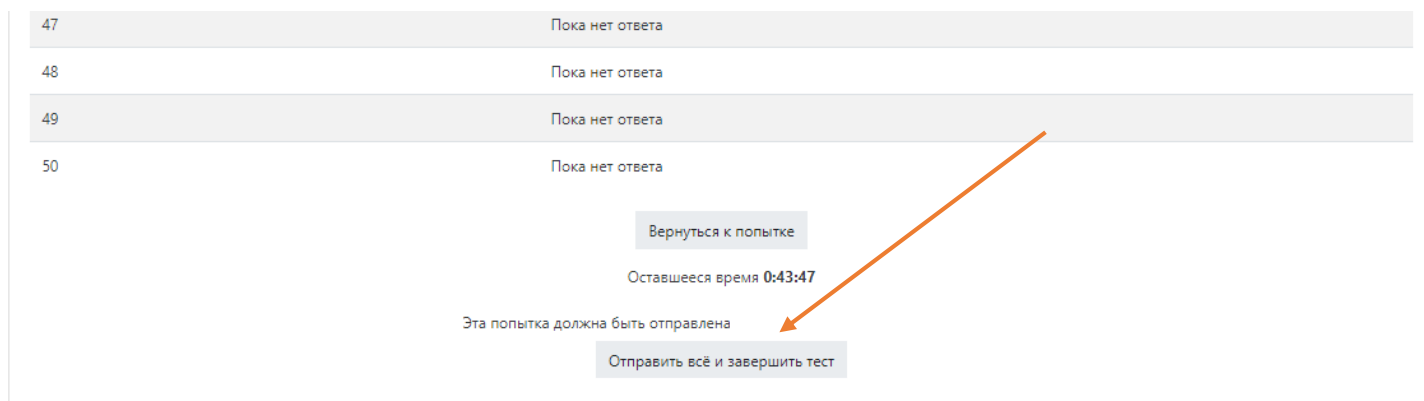 47 Пока нет ответа
48 Пока нет ответа
49 Пока нет ответа
50 Пока нет ответа
Вернуться к попытке
Оставшееся время 0:43:47
Эта попытка должна быть отправлена
Отправить всё и завершить тест